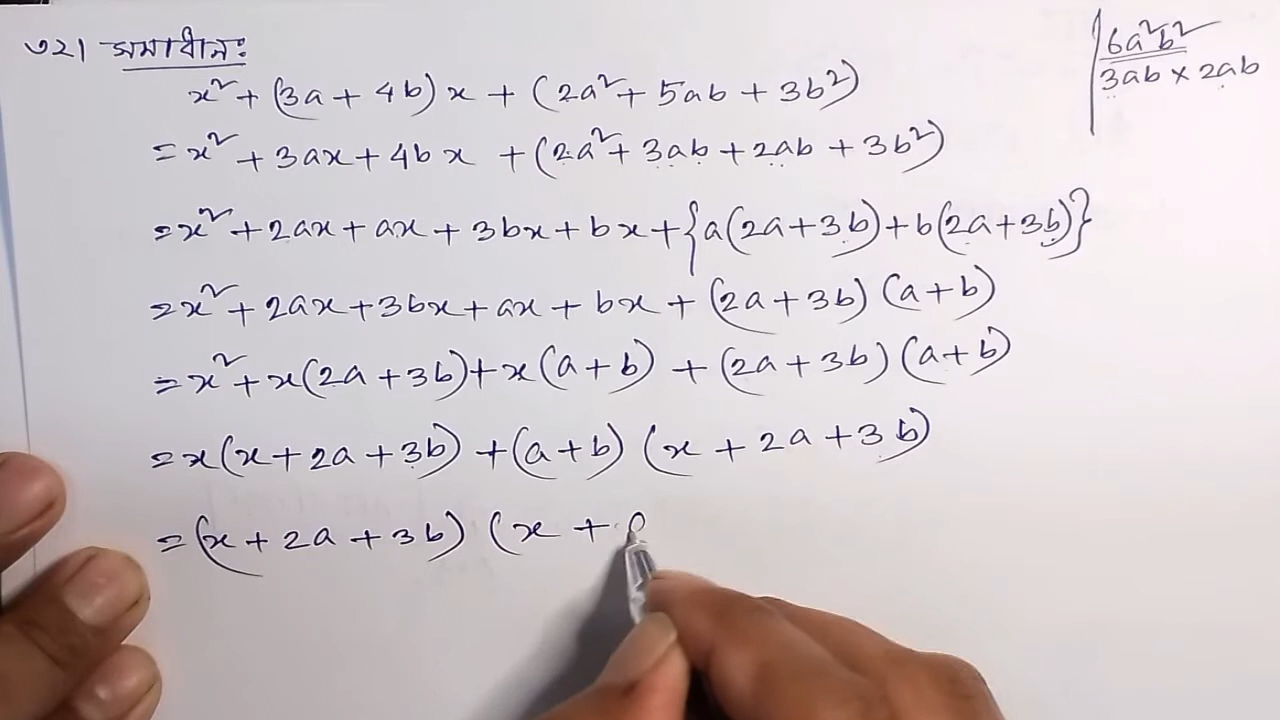 ৩২। সমাধানঃ
x² + (3a + 4b) x + (2a² + 5ab + 3b²)
= x² + 3ax + 4bx + (2a² + 3ab + 2ab + 3b²)
= x² + 2ax + ax + 3bx + bx + {a(2a+3b) + b(2a+3b)}
= x² + 2ax + 3bx + ax + bx + (2a + 3b) (a + b)
= x² + x(2a + 3b) + x(a + b) + (2a + 3b) (a + b)
= x(x + 2a + 3b) + (a + b) (x + 2a + 3b)
= (x + 2a + 3b) (x +
6a²b²
3ab × 2ab